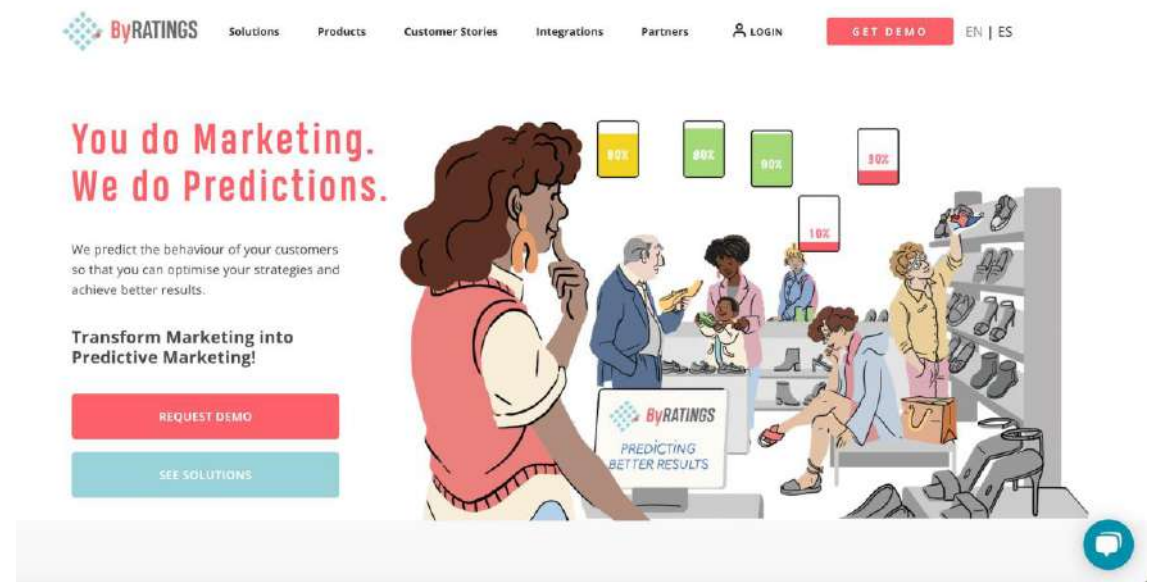 ByRATINGS
Solutions
Products
Customer Stories
Integrations
Partners
LOGIN
GET DEMO
EN | ES
You do Marketing.
We do Predictions.
We predict the behaviour of your customers
so that you can optimise your strategies and
achieve better results.
Transform Marketing into
Predictive Marketing!
REQUEST DEMO
SEE SOLUTIONS
80%
80%
90%
30%
10%
ByRATINGS
PREDICTING
BETTER RESULTS